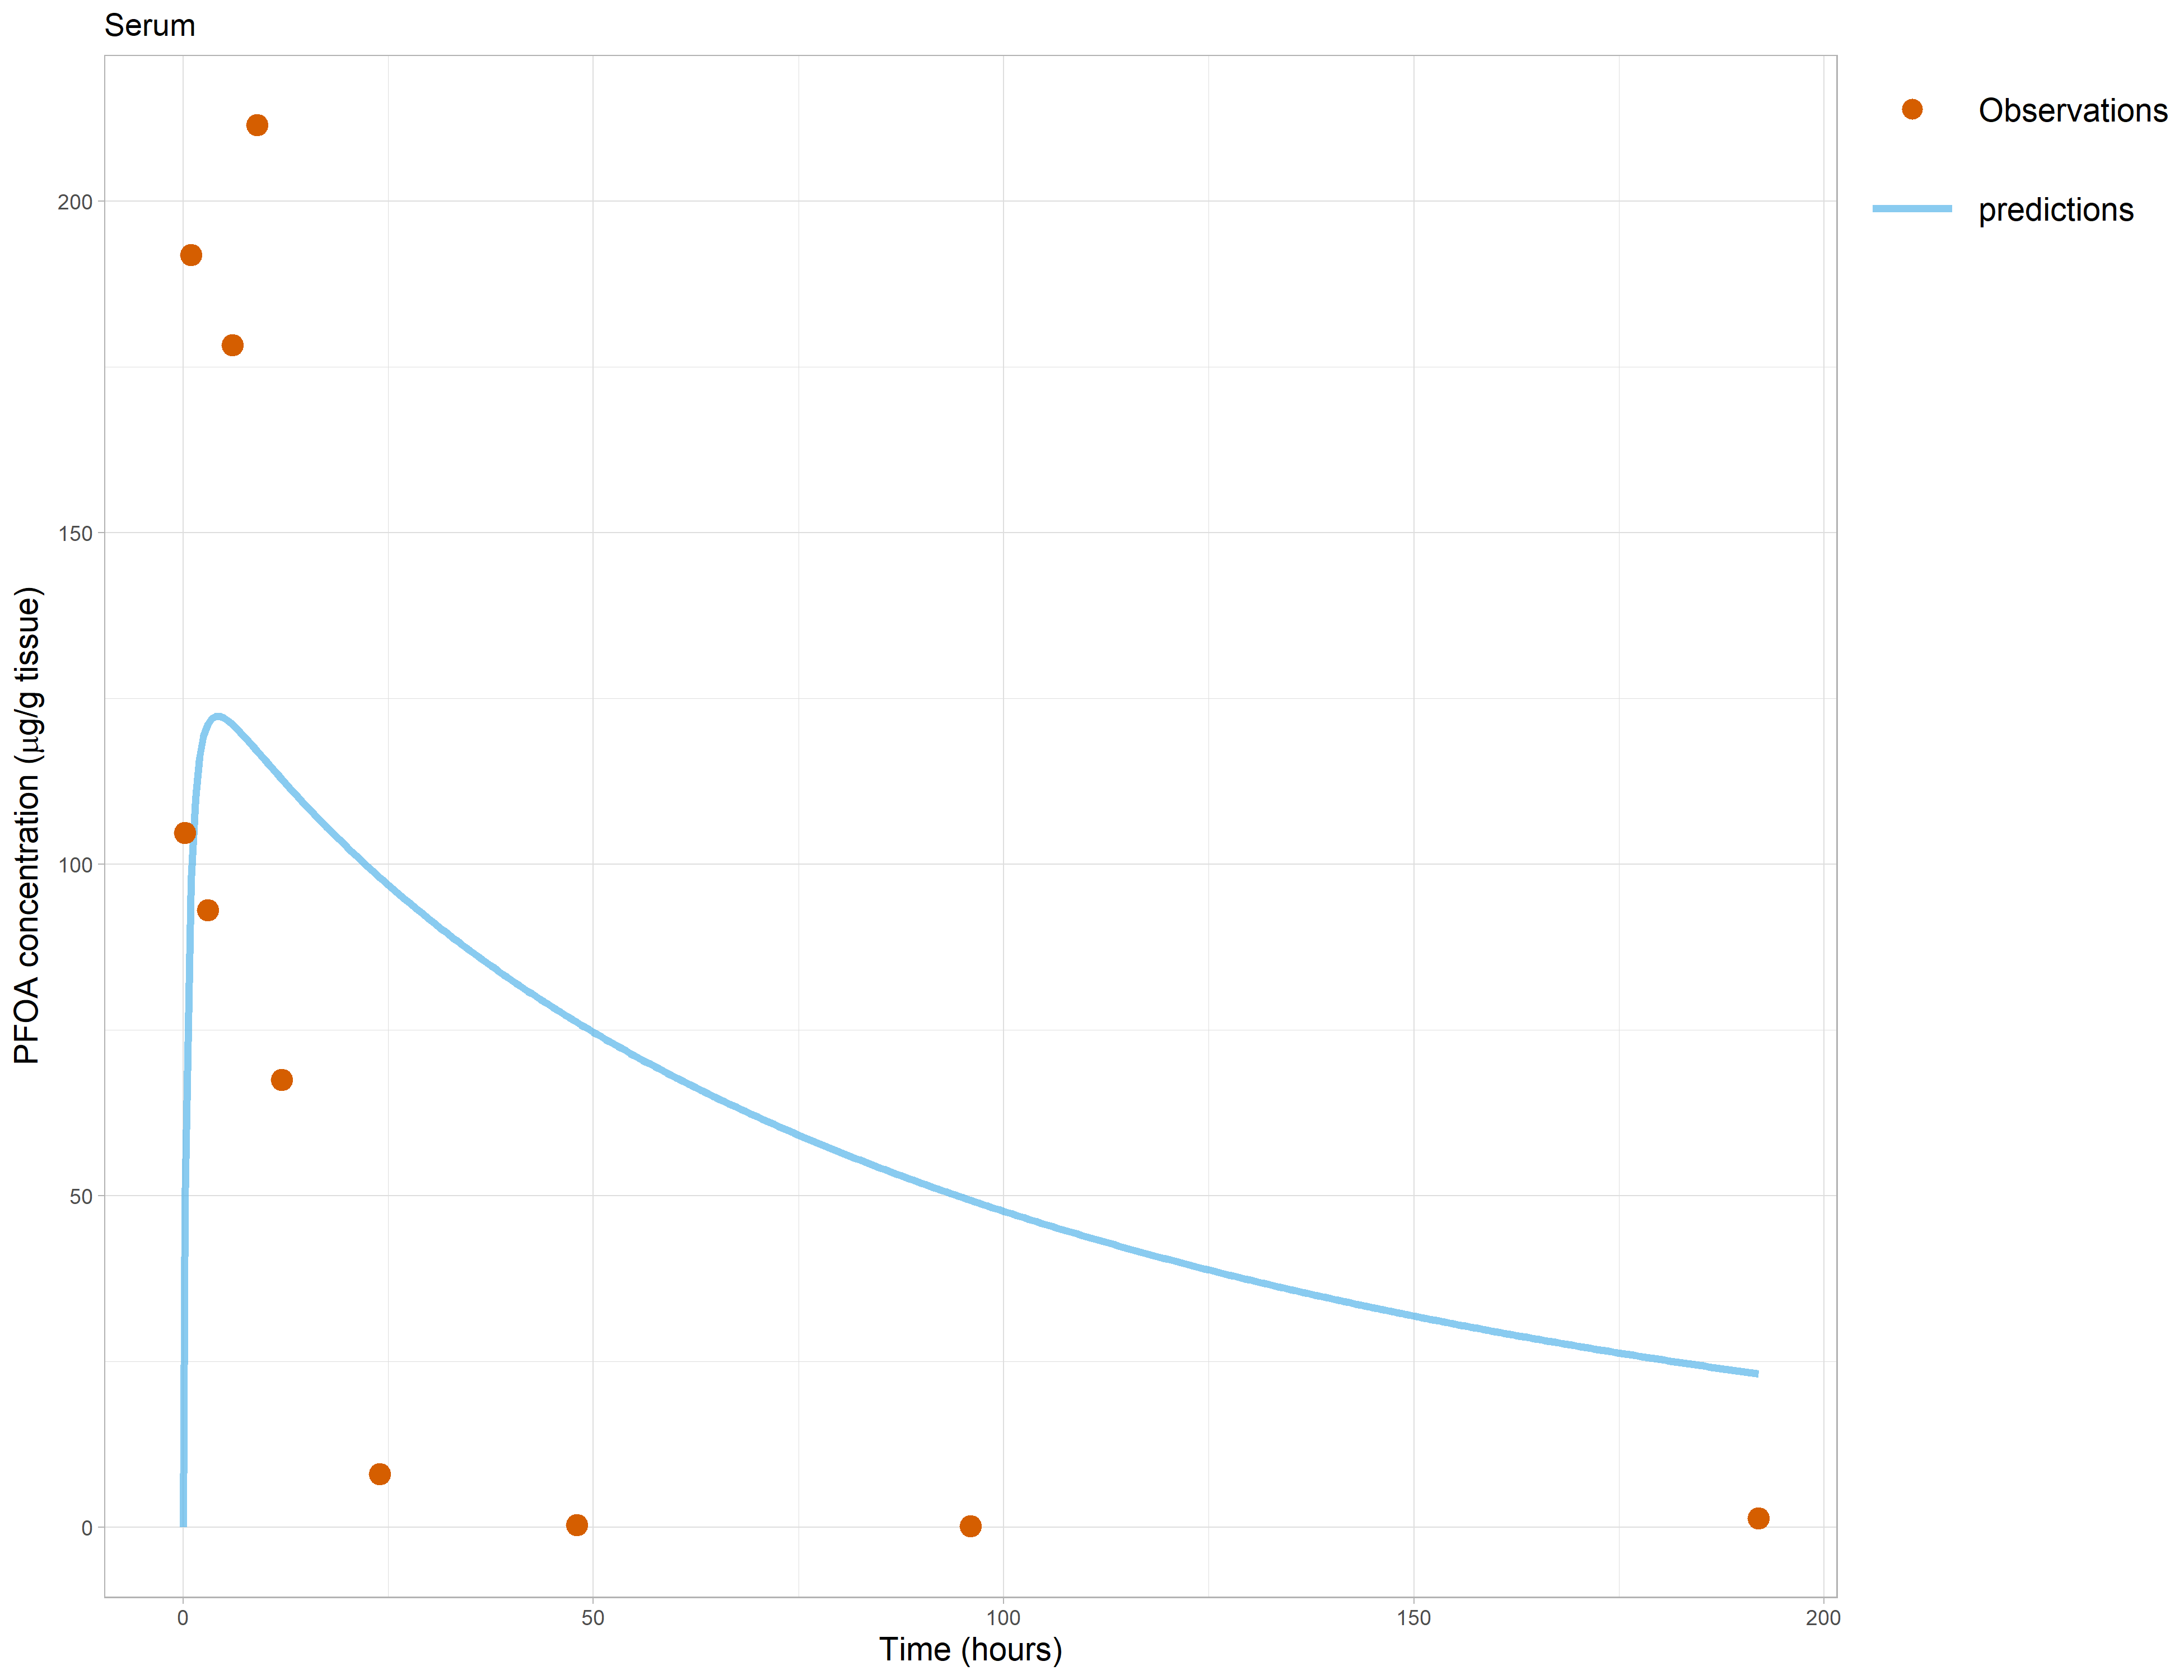 Serum
Observations
predictions
PFOA concentration (μg/g tissue)
200
150
100
50
0
0
50
100
150
200
Time (hours)